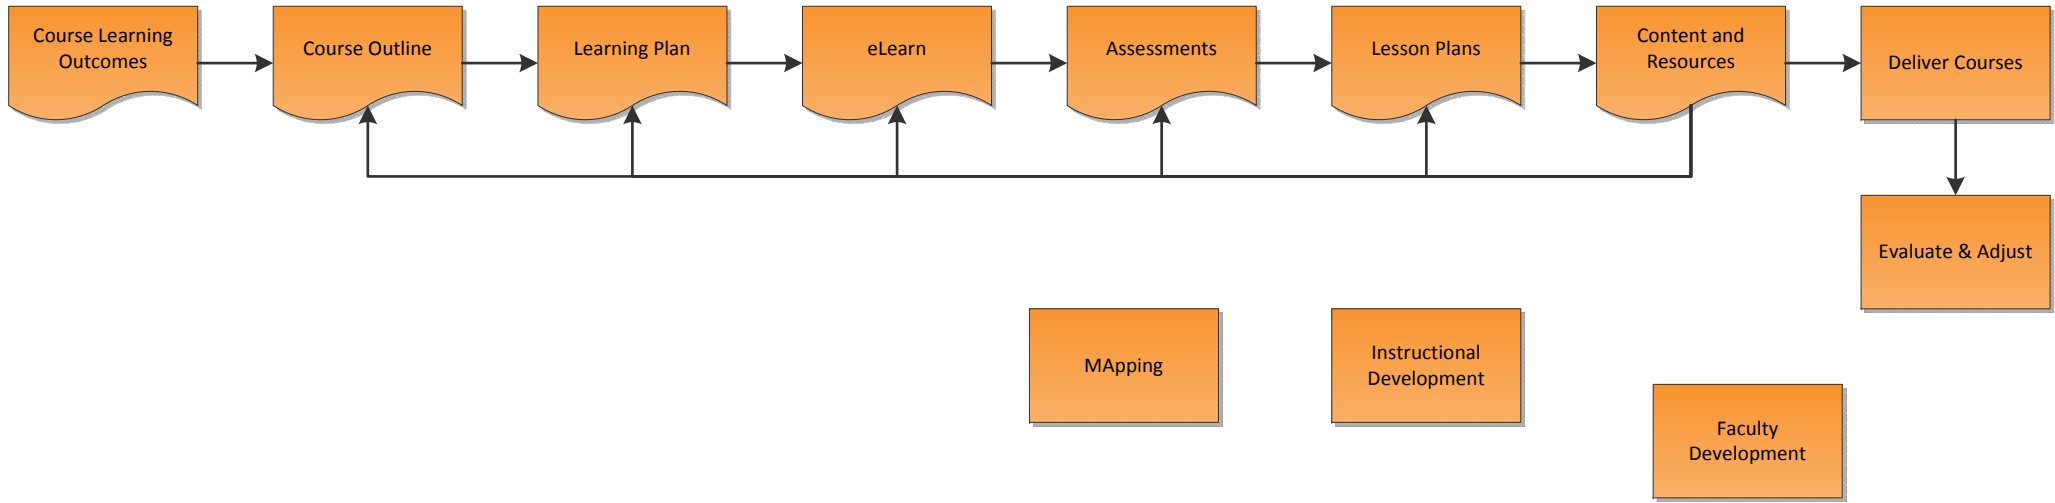 Course Learning
Outcomes
Course Outline
Learning Plan
eLearn
Assessments
Lesson Plans
Content and
Resources
Deliver Courses
Evaluate & Adjust
MApping
Instructional
Development
Faculty
Development